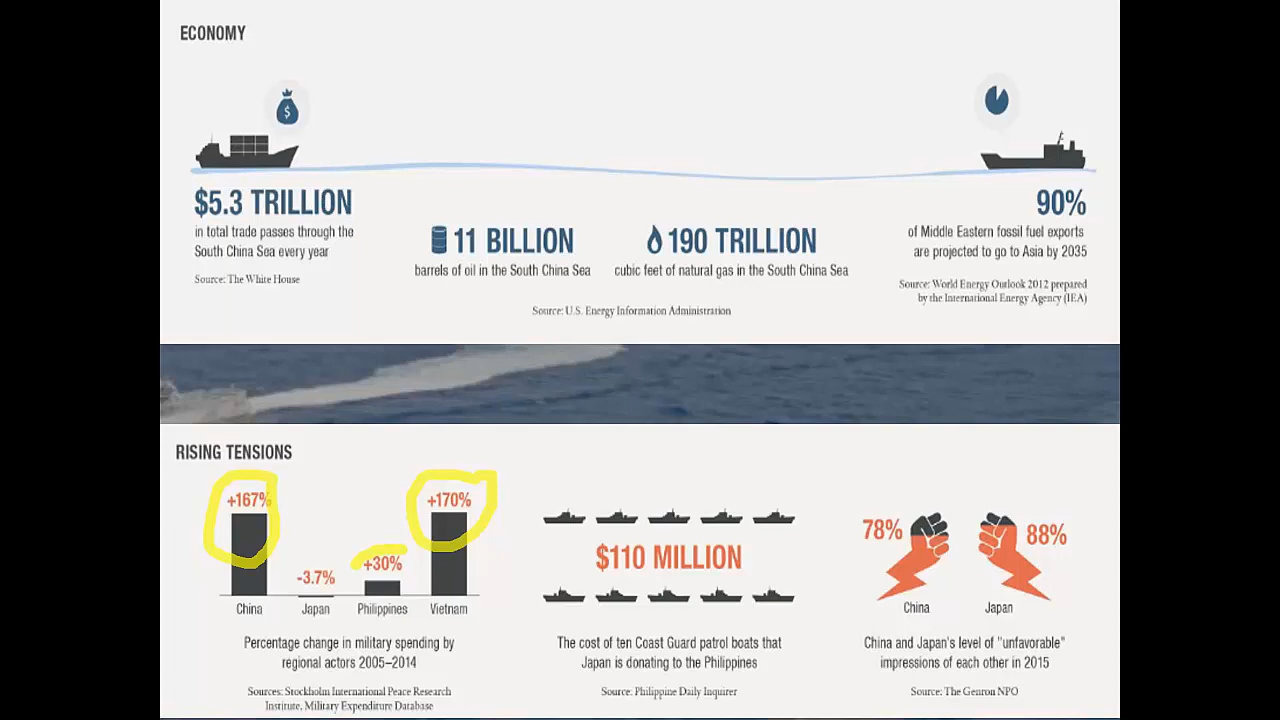 ECONOMY
$
$5.3 TRILLION
in total trade passes through the
South China Sea every year
Source: The White House
11 BILLION
barrels of oil in the South China Sea
190 TRILLION
cubic feet of natural gas in the South China Sea
Source: U.S. Energy Information Administration
90%
of Middle Eastern fossil fuel exports
are projected to go to Asia by 2035
Source: World Energy Outlook 2012 prepared
by the International Energy Agency (IEA)
RISING TENSIONS
+167%
-3.7%
+30%
+170%
China
Japan
Philippines
Vietnam
Percentage change in military spending by
regional actors 2005–2014
Sources: Stockholm International Peace Research
Institute, Military Expenditure Database
$110 MILLION
The cost of ten Coast Guard patrol boats that
Japan is donating to the Philippines
Source: Philippine Daily Inquirer
78%
88%
China
Japan
China and Japan's level of "unfavorable"
impressions of each other in 2015
Source: The Genron NPO